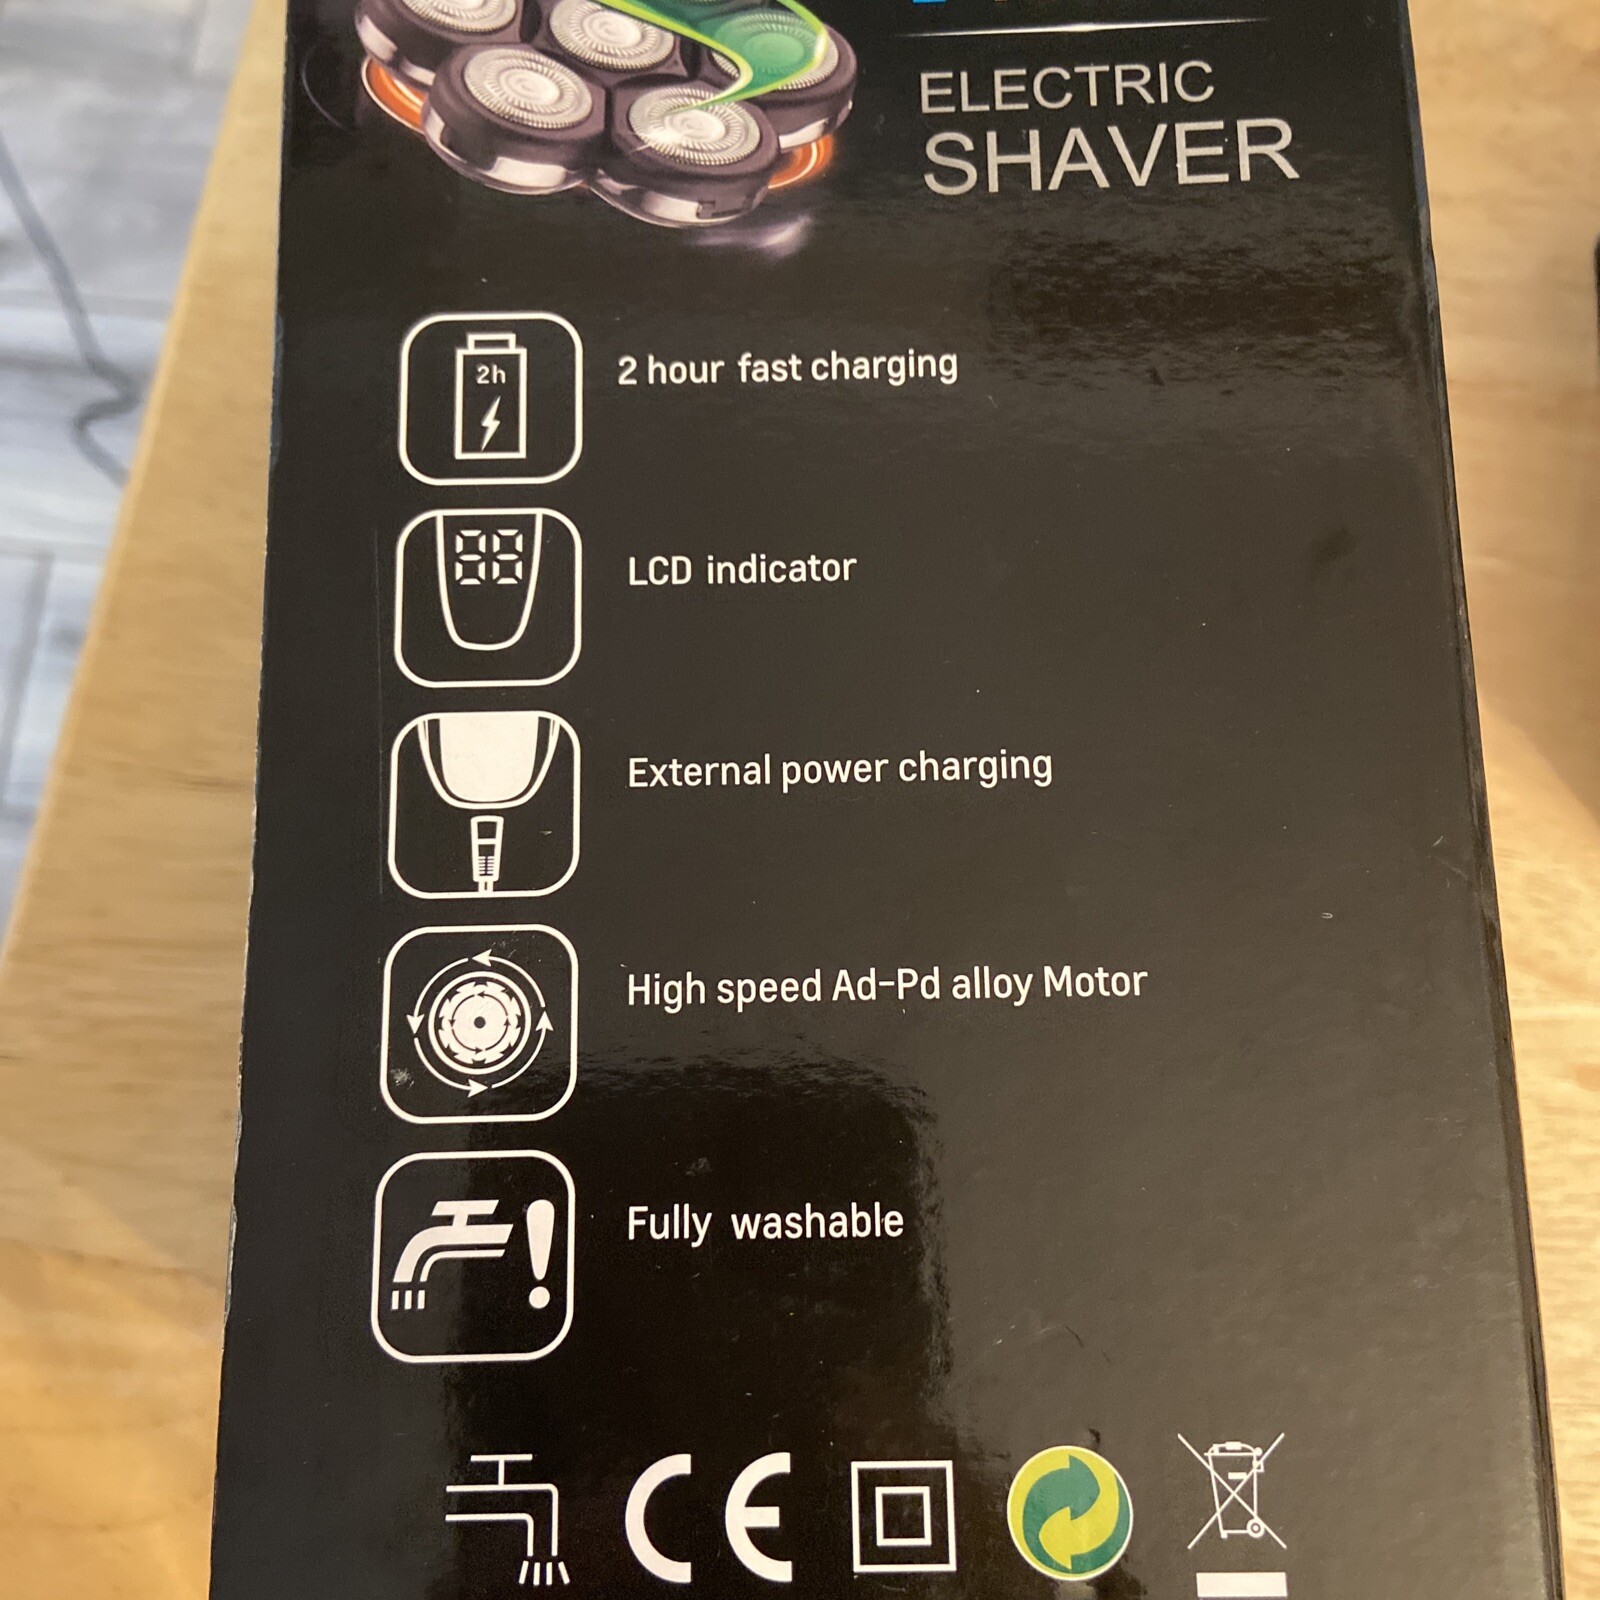 ELECTRIC
SHAVER
2h
2 hour fast charging
88
LCD indicator
External power charging
High speed Ad-Pd alloy Motor
Fully washable
CE